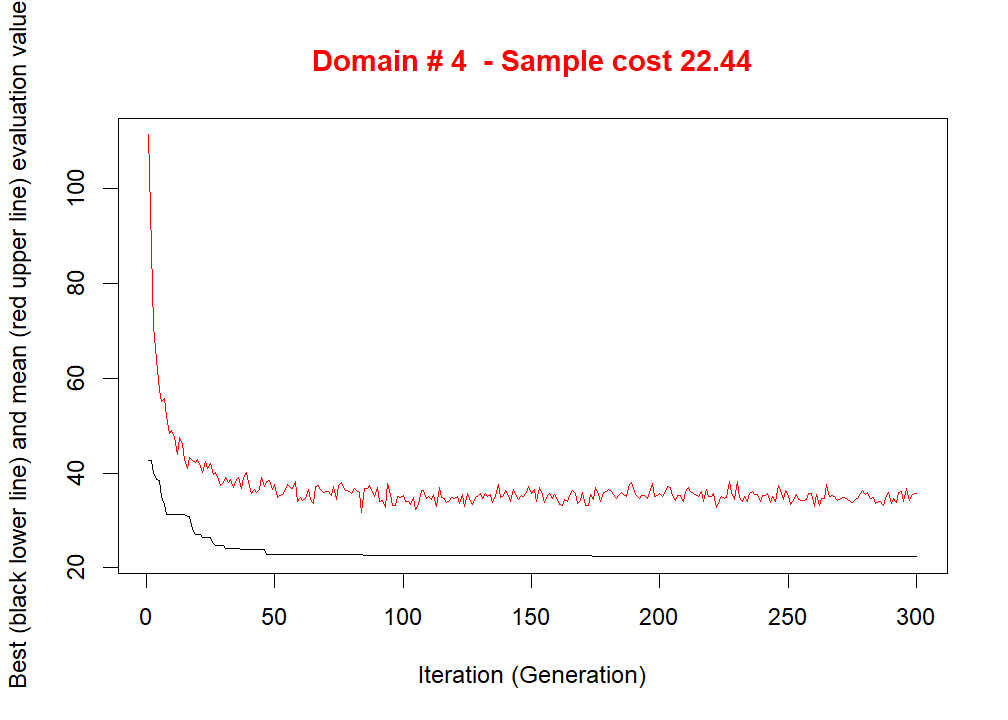 Domain # 4  - Sample cost 22.44
Best (black lower line) and mean (red upper line) evaluation value
100
80
60
40
20
0 50 100 150 200 250 300
Iteration (Generation)